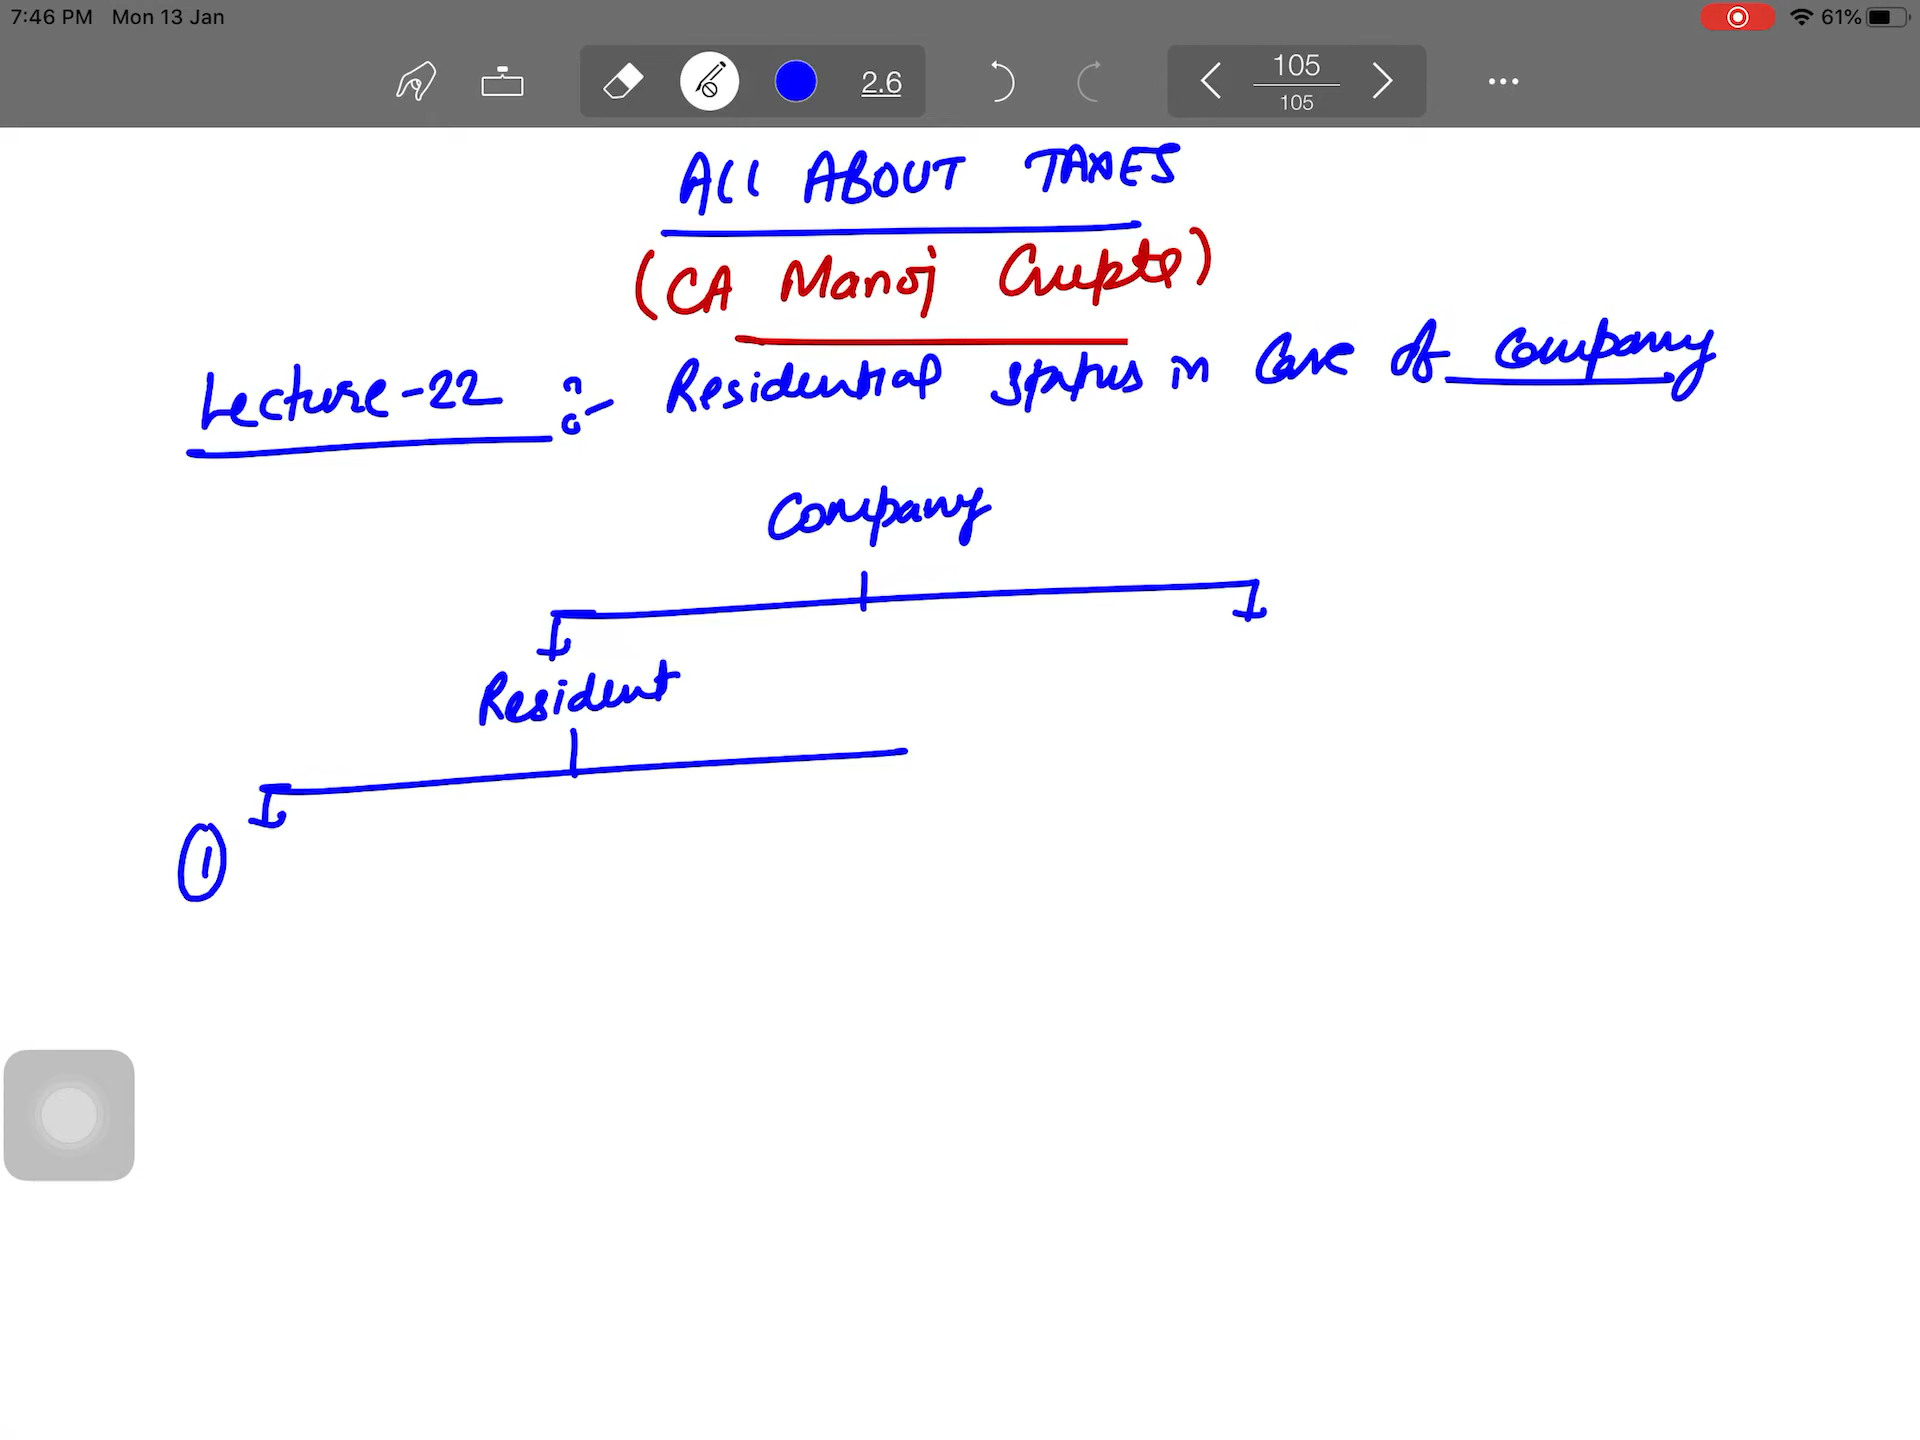 7:46 PM Mon 13 Jan
61%
2.6
105
105
ALL ABOUT TAXES
(CA Manoj Gupta)
Lecture-22 :- Residential status in Case of Company
Company
Resident
1